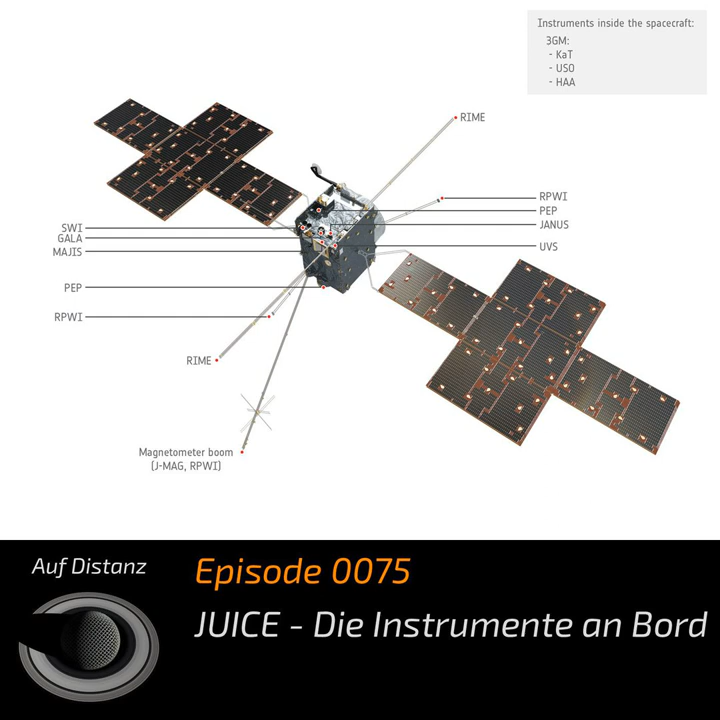 Instruments inside the spacecraft:
3GM:
- KaT
- USO
- HAA
RIME
RPWI
PEP
JANUS
UVS
SWI
GALA
MAJIS
PEP
RPWI
RIME
Magnetometer boom
(J-MAG, RPWI)
Auf Distanz
Episode 0075
JUICE - Die Instrumente an Bord